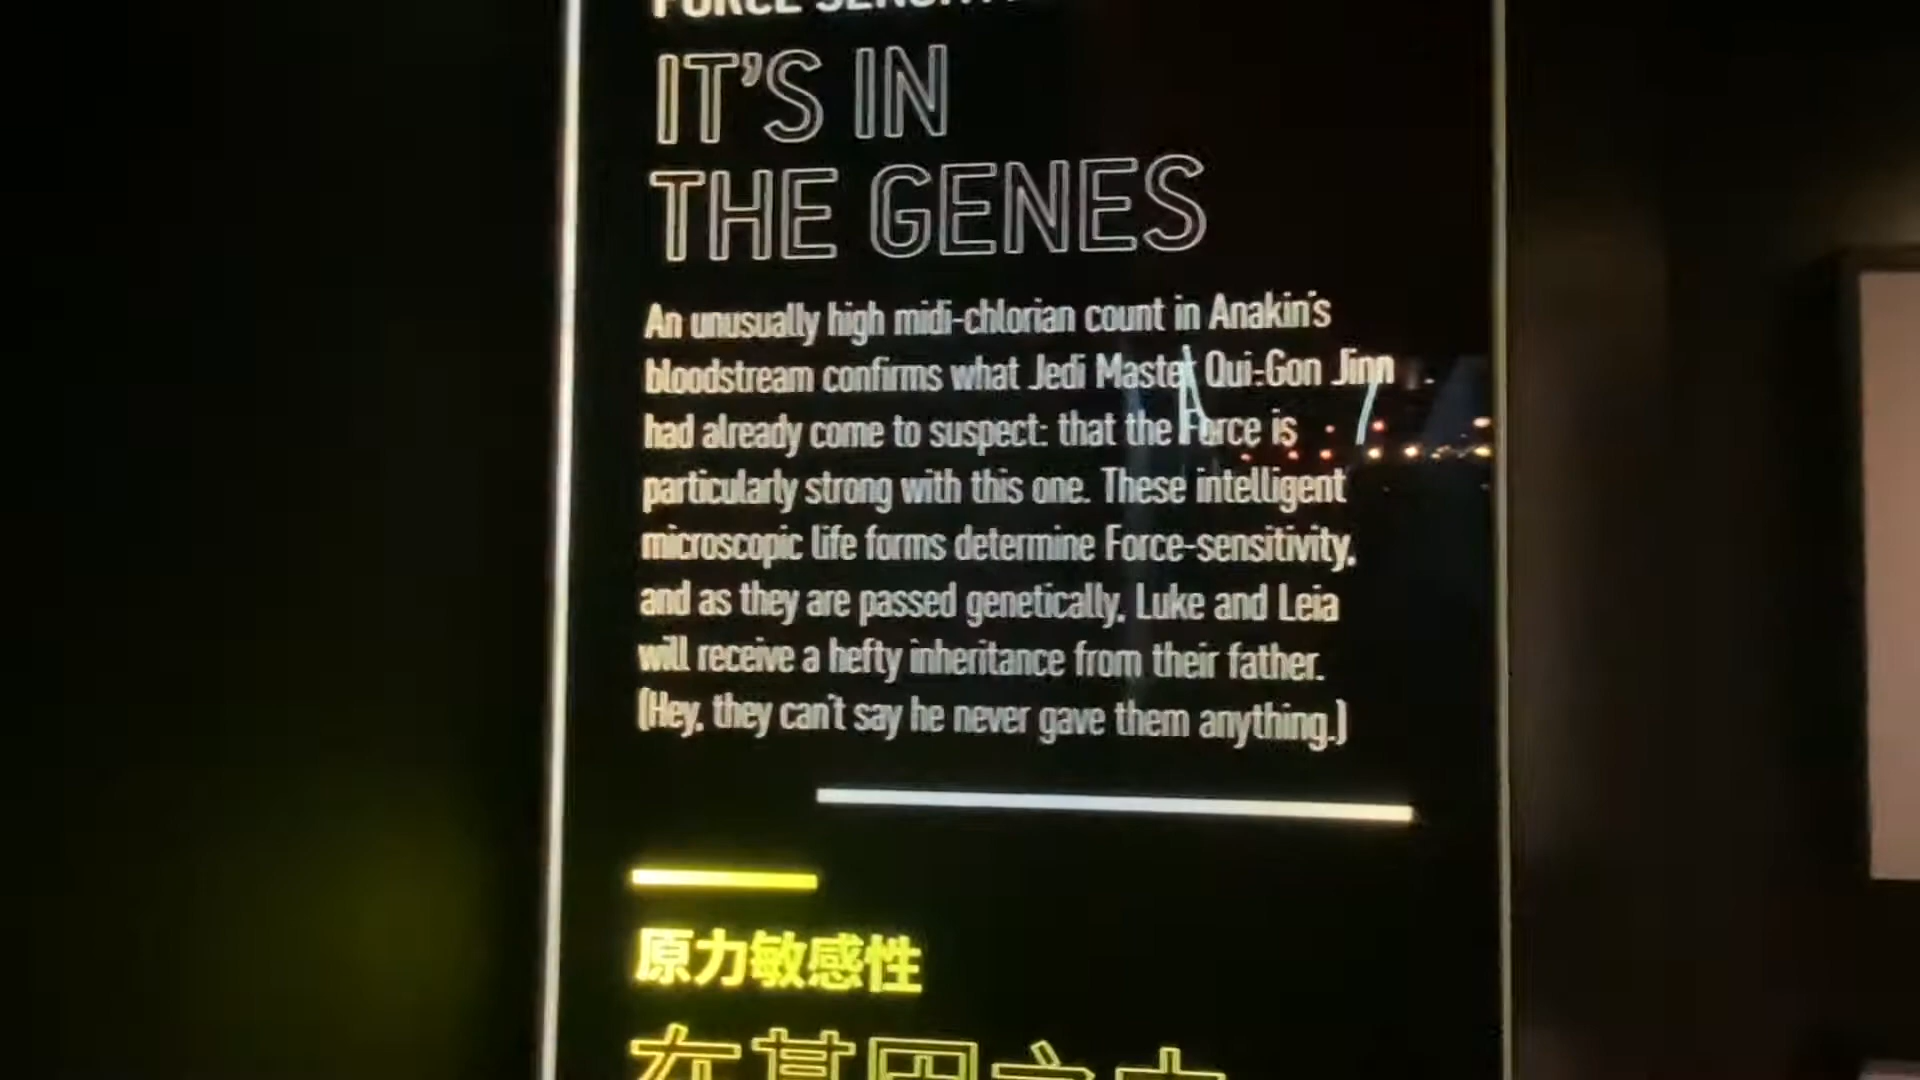 FORCE
IT'S IN
THE GENES
An unusually high midi-chlorian count in Anakin's
bloodstream confirms what Jedi Master Qui-Gon Jinn
had already come to suspect: that the Force is
particularly strong with this one. These intelligent
microscopic life forms determine Force-sensitivity,
and as they are passed genetically, Luke and Leia
will receive a hefty inheritance from their father.
(Hey, they can't say he never gave them anything.)
原力敏感性